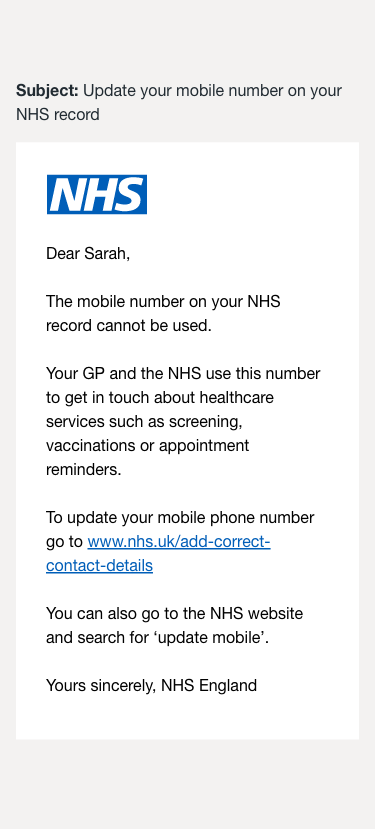 Subject: Update your mobile number on your
NHS record
NHS
Dear Sarah,
The mobile number on your NHS
record cannot be used.
Your GP and the NHS use this number
to get in touch about healthcare
services such as screening,
vaccinations or appointment
reminders.
To update your mobile phone number
go to www.nhs.uk/add-correct-
contact-details
You can also go to the NHS website
and search for ‘update mobile’.
Yours sincerely, NHS England